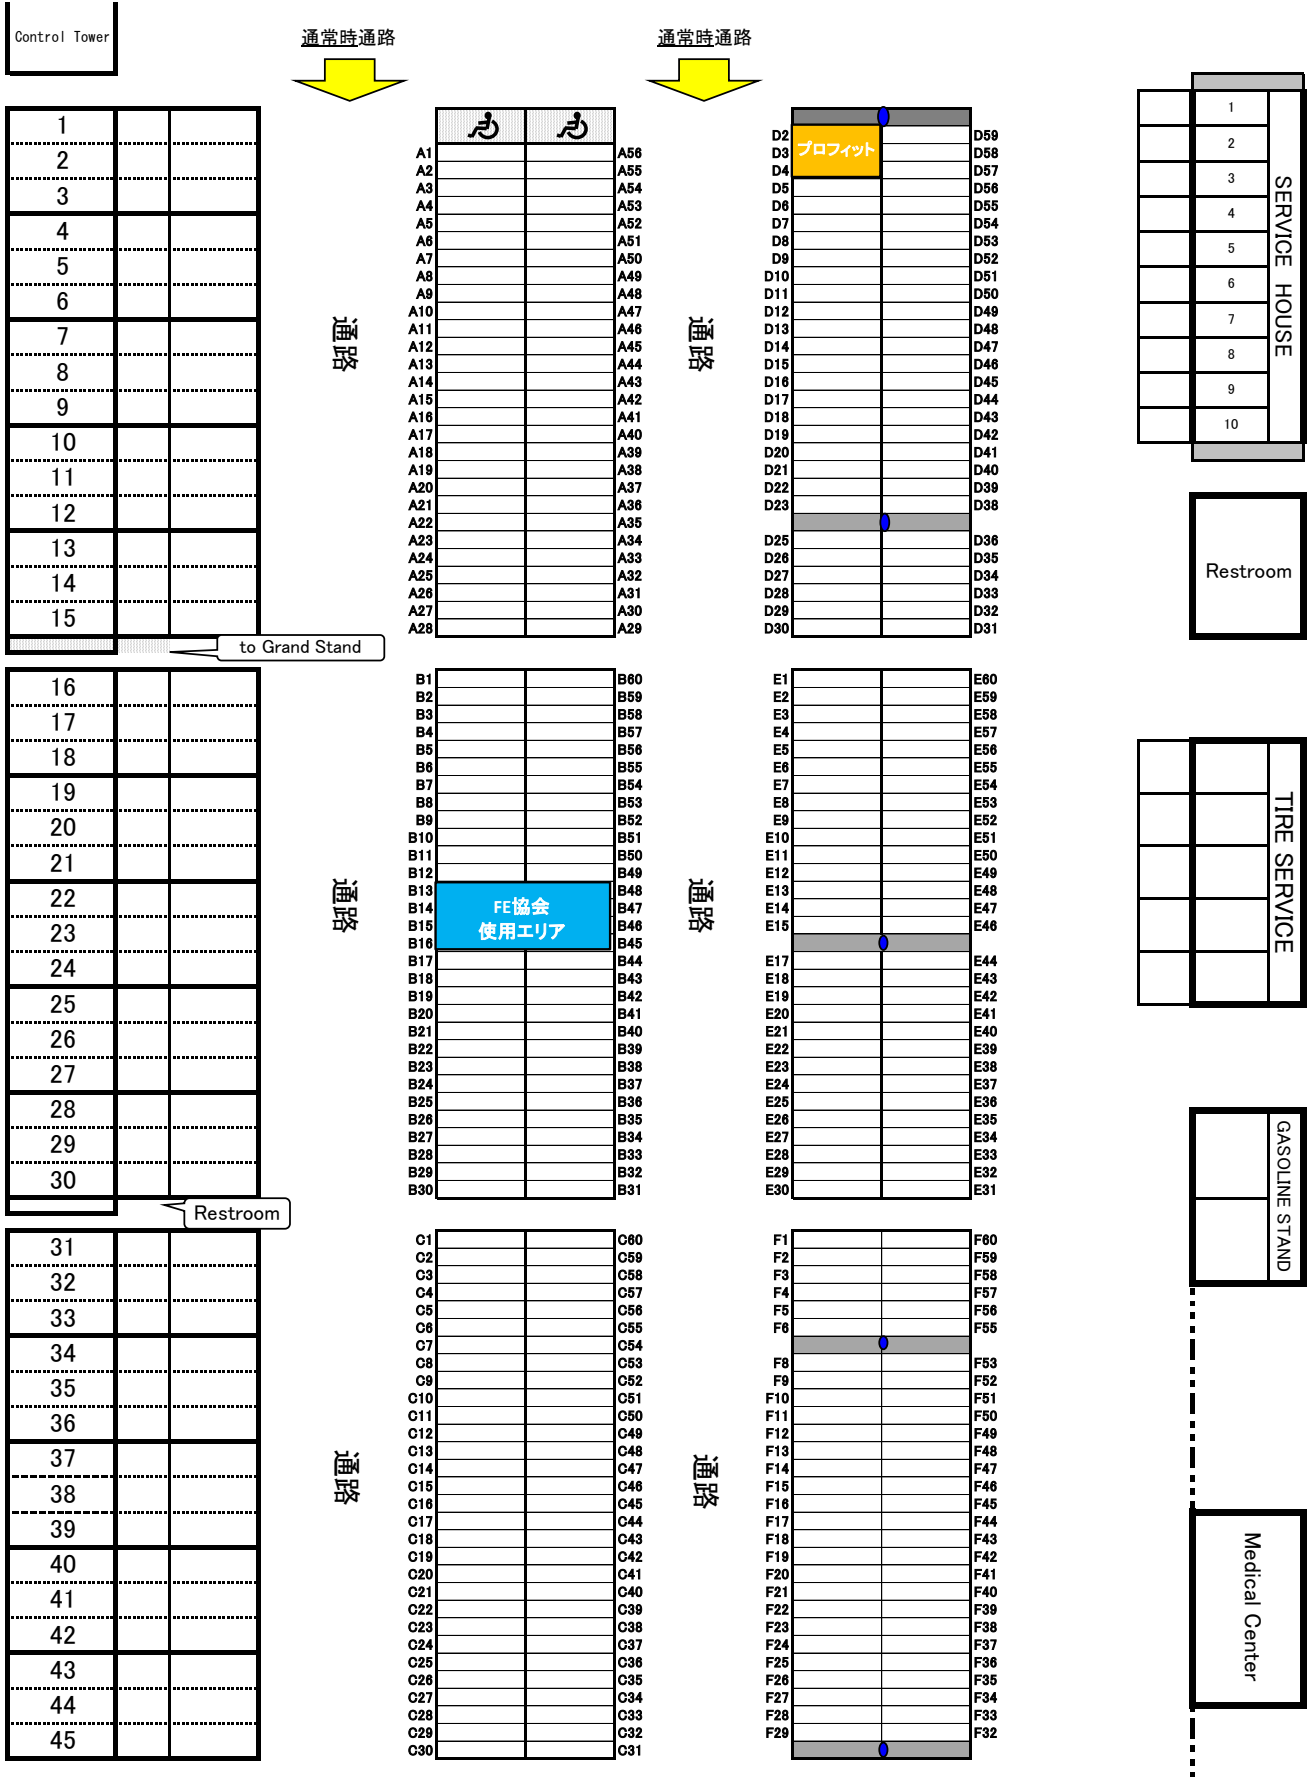 Control Tower
通常時通路
通常時通路
1
2
3
4
5
6
7
8
9
10
11
12
13
14
15
to Grand Stand
16
17
18
19
20
21
22
23
24
25
26
27
28
29
30
Restroom
31
32
33
34
35
36
37
38
39
40
41
42
43
44
45
通路
通路
通路
A1
A2
A3
A4
A5
A6
A7
A8
A9
A10
A11
A12
A13
A14
A15
A16
A17
A18
A19
A20
A21
A22
A23
A24
A25
A26
A27
A28
A56
A55
A54
A53
A52
A51
A50
A49
A48
A47
A46
A45
A44
A43
A42
A41
A40
A39
A38
A37
A36
A35
A34
A33
A32
A31
A30
A29
B1
B2
B3
B4
B5
B6
B7
B8
B9
B10
B11
B12
B13
B14
B15
B16
B17
B18
B19
B20
B21
B22
B23
B24
B25
B26
B27
B28
B29
B30
FE協会
使用エリア
B60
B59
B58
B57
B56
B55
B54
B53
B52
B51
B50
B49
B48
B47
B46
B45
B44
B43
B42
B41
B40
B39
B38
B37
B36
B35
B34
B33
B32
B31
C1
C2
C3
C4
C5
C6
C7
C8
C9
C10
C11
C12
C13
C14
C15
C16
C17
C18
C19
C20
C21
C22
C23
C24
C25
C26
C27
C28
C29
C30
C60
C59
C58
C57
C56
C55
C54
C53
C52
C51
C50
C49
C48
C47
C46
C45
C44
C43
C42
C41
C40
C39
C38
C37
C36
C35
C34
C33
C32
C31
通路
通路
通路
D2
D3
D4
D5
D6
D7
D8
D9
D10
D11
D12
D13
D14
D15
D16
D17
D18
D19
D20
D21
D22
D23
D25
D26
D27
D28
D29
D30
プロフィット
D59
D58
D57
D56
D55
D54
D53
D52
D51
D50
D49
D48
D47
D46
D45
D44
D43
D42
D41
D40
D39
D38
D36
D35
D34
D33
D32
D31
E1
E2
E3
E4
E5
E6
E7
E8
E9
E10
E11
E12
E13
E14
E15
E17
E18
E19
E20
E21
E22
E23
E24
E25
E26
E27
E28
E29
E30
E60
E59
E58
E57
E56
E55
E54
E53
E52
E51
E50
E49
E48
E47
E46
E44
E43
E42
E41
E40
E39
E38
E37
E36
E35
E34
E33
E32
E31
F1
F2
F3
F4
F5
F6
F8
F9
F10
F11
F12
F13
F14
F15
F16
F17
F18
F19
F20
F21
F22
F23
F24
F25
F26
F27
F28
F29
F60
F59
F58
F57
F56
F55
F53
F52
F51
F50
F49
F48
F47
F46
F45
F44
F43
F42
F41
F40
F39
F38
F37
F36
F35
F34
F33
F32
1
2
3
4
5
6
7
8
9
10
SERVICE HOUSE
Restroom
TIRE SERVICE
GASOLINE STAND
Medical Center